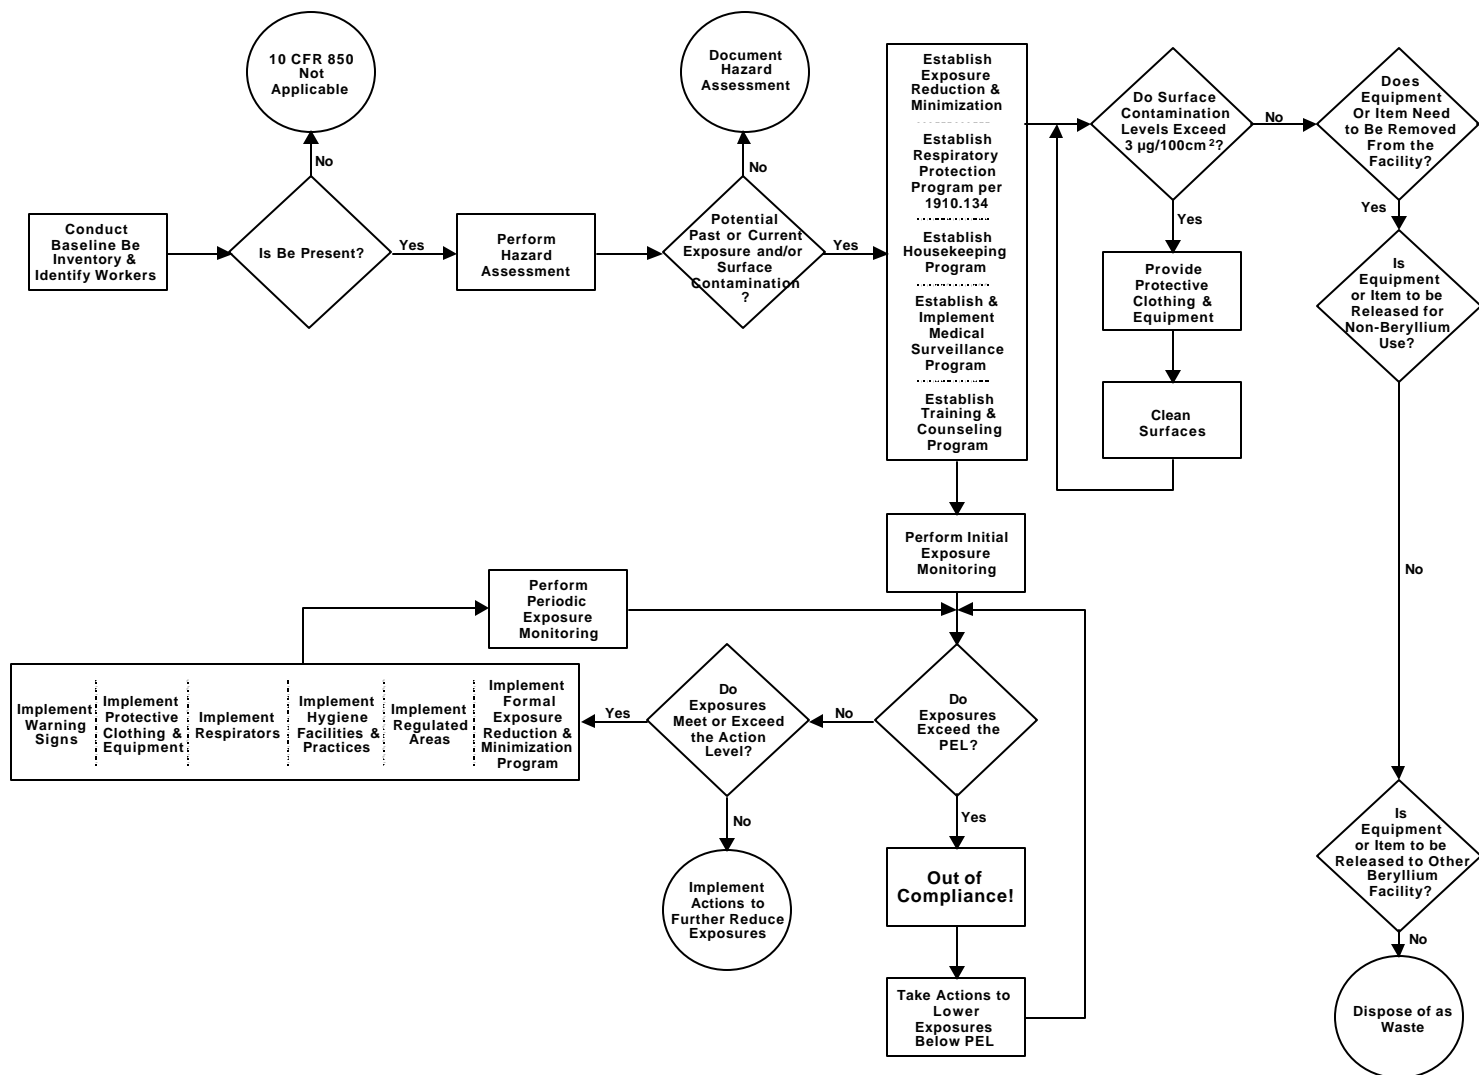 10 CFR 850
Not
Applicable
No
Conduct
Baseline Be
Inventory &
Identify Workers
Is Be Present?
Yes
Perform
Hazard
Assessment
Document
Hazard
Assessment
No
Potential
Past or Current
Exposure and/or
Surface
Contamination
?
Yes
Establish
Exposure
Reduction &
Minimization
Establish
Respiratory
Protection
Program per
1910.134
Establish
Housekeeping
Program
Establish &
Implement
Medical
Surveillance
Program
Establish
Training &
Counseling
Program
Do Surface
Contamination
Levels Exceed
3 µg/100cm²?
No
Yes
Provide
Protective
Clothing &
Equipment
Clean
Surfaces
Does
Equipment
Or Item Need
to Be Removed
From the
Facility?
Yes
Is
Equipment
or Item to be
Released for
Non-Beryllium
Use?
No
Is
Equipment
or Item to be
Released to Other
Beryllium
Facility?
No
Dispose of as
Waste
Perform Initial
Exposure
Monitoring
Perform
Periodic
Exposure
Monitoring
Do
Exposures
Exceed the
PEL?
No
Yes
Do
Exposures
Meet or Exceed
the Action
Level?
Yes
No
Implement
Warning
Signs
Implement
Protective
Clothing &
Equipment
Implement
Respirators
Implement
Hygiene
Facilities &
Practices
Implement
Regulated
Areas
Implement
Formal
Exposure
Reduction &
Minimization
Program
Implement
Actions to
Further Reduce
Exposures
Out of
Compliance!
Take Actions to
Lower
Exposures
Below PEL